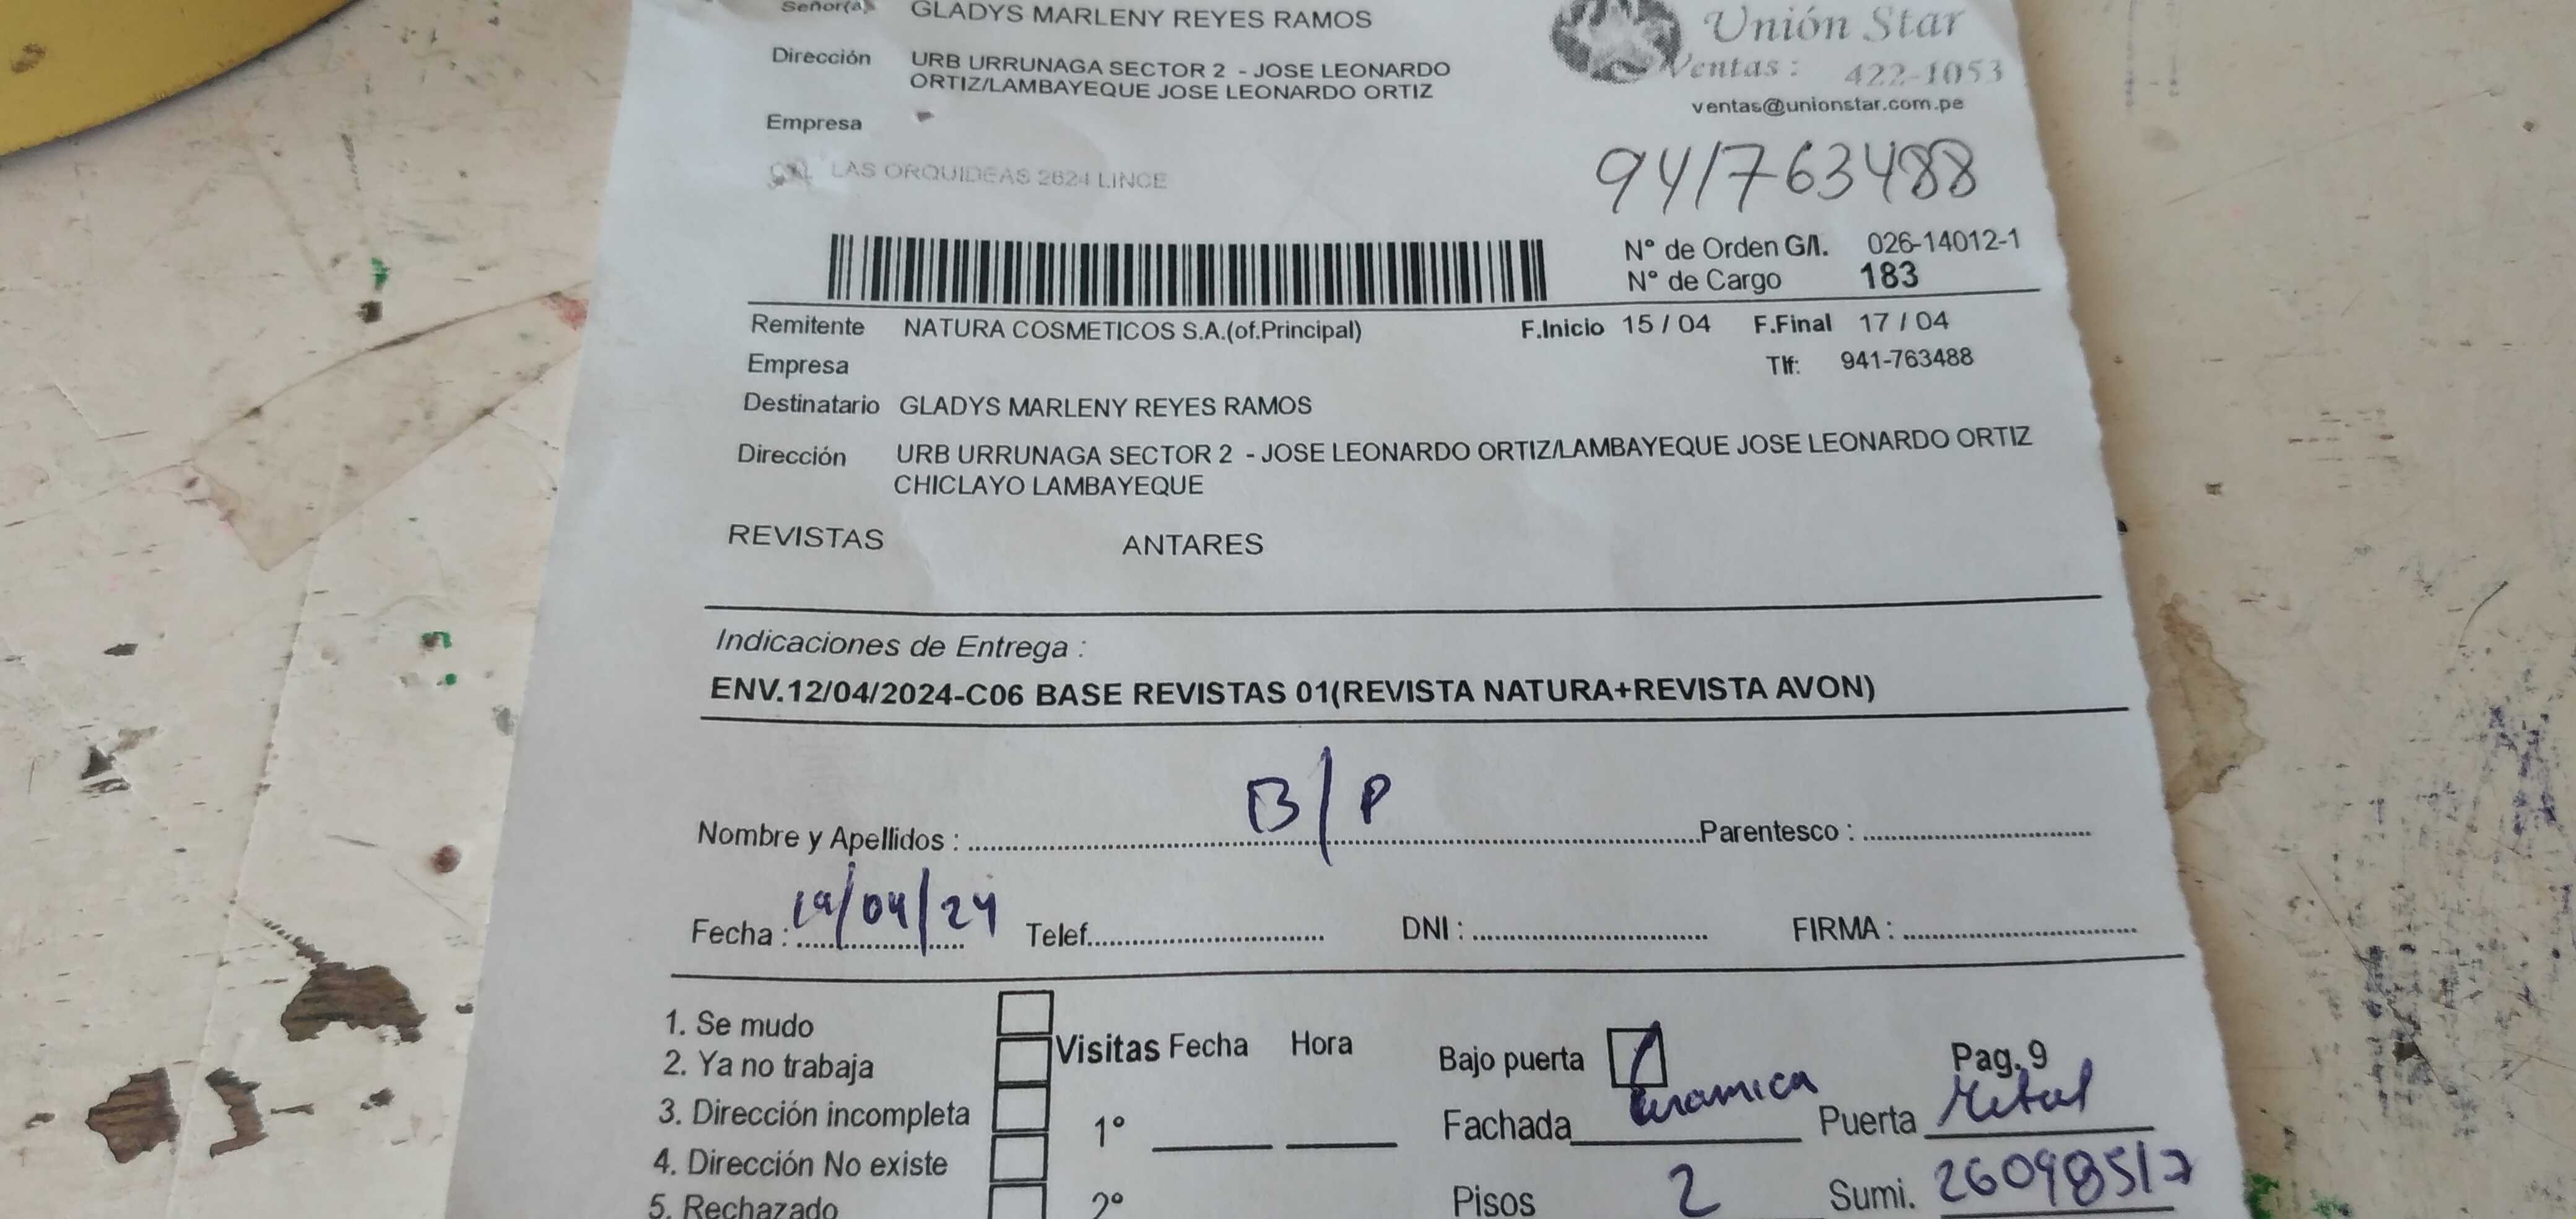 Señor(a) GLADYS MARLENY REYES RAMOS
Unión Star
Dirección URB URRUNAGA SECTOR 2 - JOSE LEONARDO
ORTIZ/LAMBAYEQUE JOSE LEONARDO ORTIZ
Ventas: 422-1053
ventas@unionstar.com.pe
Empresa
LAS ORQUIDEAS 2624 LINCE
941763488
N° de Orden G/I. 026-14012-1
N° de Cargo 183
Remitente NATURA COSMETICOS S.A.(of.Principal) F.Inicio 15 / 04 F.Final 17 / 04
Empresa Tlf: 941-763488
Destinatario GLADYS MARLENY REYES RAMOS
Dirección URB URRUNAGA SECTOR 2 - JOSE LEONARDO ORTIZ/LAMBAYEQUE JOSE LEONARDO ORTIZ
CHICLAYO LAMBAYEQUE
REVISTAS ANTARES
Indicaciones de Entrega :
ENV.12/04/2024-C06 BASE REVISTAS 01(REVISTA NATURA+REVISTA AVON)
Nombre y Apellidos : B/P Parentesco :
Fecha : 19/04/24 Telef. DNI : FIRMA :
1. Se mudo
2. Ya no trabaja
3. Dirección incompleta
4. Dirección No existe
5. Rechazado
Visitas Fecha Hora
1°
2°
Bajo puerta Pag. 9
Fachada Ceramica Puerta Metal
Pisos 2 Sumi. 26098517